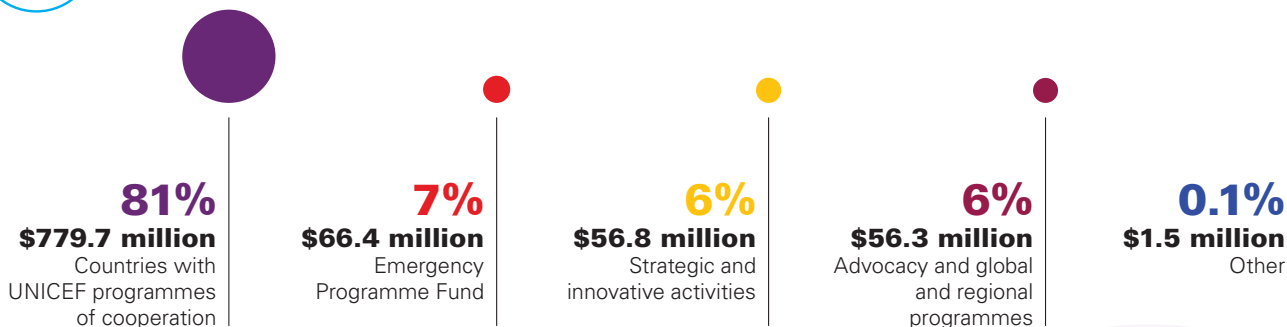 81%
$779.7 million
Countries with
UNICEF programmes
of cooperation
7%
$66.4 million
Emergency
Programme Fund
6%
$56.8 million
Strategic and
innovative activities
6%
$56.3 million
Advocacy and global
and regional
programmes
0.1%
$1.5 million
Other